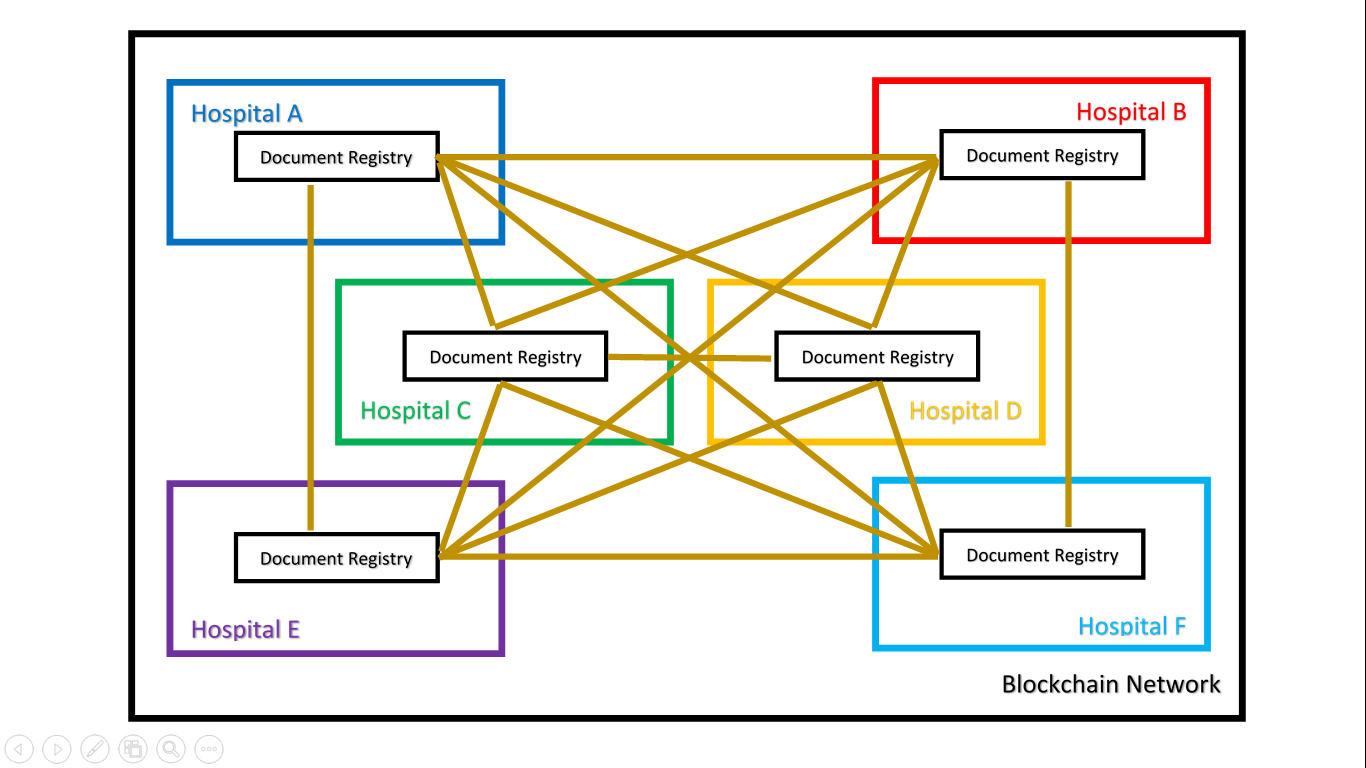 Hospital A
Document Registry
Hospital B
Document Registry
Document Registry
Hospital C
Document Registry
Hospital D
Document Registry
Hospital E
Document Registry
Hospital F
Blockchain Network